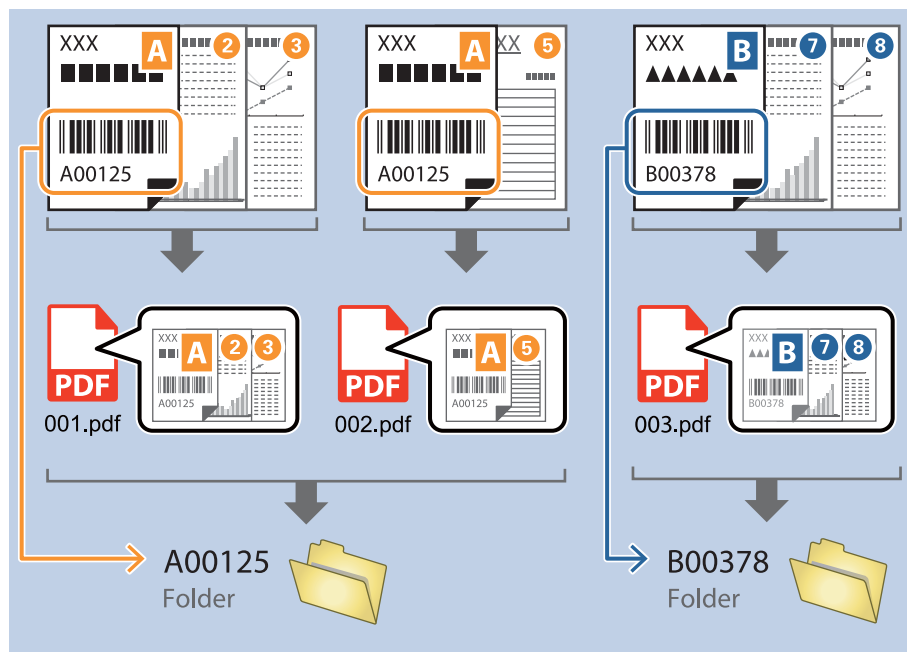 XXX A 2 3
A00125
XXX A XX 5
A00125
XXX B 7 8
B00378
PDF
001.pdf
XXX A 2 3
A00125
PDF
002.pdf
XXX A 5
A00125
PDF
003.pdf
XXX B 7 8
B00378
A00125
Folder
B00378
Folder